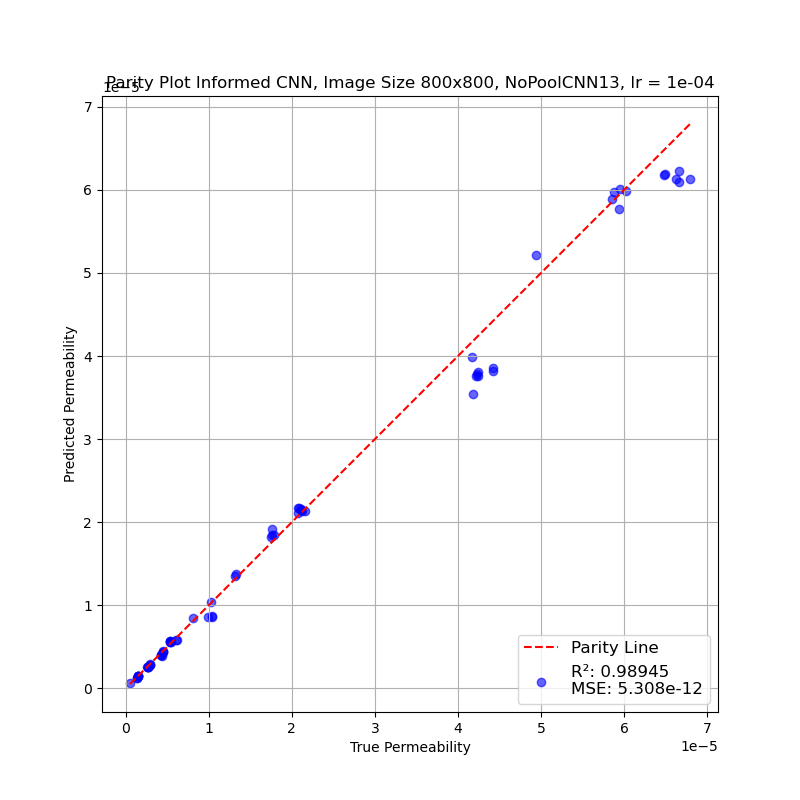 Parity Plot Informed CNN, Image Size 800x800, NoPoolCNN13, lr = 1e-04
1e−5
7
6
5
4
3
2
1
0
Predicted Permeability
Parity Line
R²: 0.98945
MSE: 5.308e-12
0 1 2 3 4 5 6 7
True Permeability
1e−5